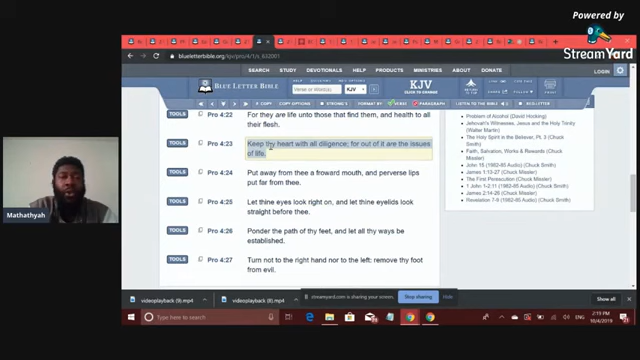 Powered by
StreamYard
blueletterbible.org/kjv/pro/4/1/s_632001
SEARCH STUDY DEVOTIONALS HELP PRODUCTS MINISTRIES ABOUT DONATE
LOGIN
BLUE LETTER BIBLE
Verse or Word(s)
KJV
KJV
TOOLS Pro 4:22 For they are life unto those that find them, and health to all
their flesh.
TOOLS Pro 4:23 Keep thy heart with all diligence; for out of it are the issues
of life.
TOOLS Pro 4:24 Put away from thee a froward mouth, and perverse lips
put far from thee.
TOOLS Pro 4:25 Let thine eyes look right on, and let thine eyelids look
straight before thee.
TOOLS Pro 4:26 Ponder the path of thy feet, and let all thy ways be
established.
TOOLS Pro 4:27 Turn not to the right hand nor to the left: remove thy foot
from evil.
Problem of Alcohol (David Hocking)
Jehovah's Witnesses, Jesus and the Holy Trinity
(Walter Martin)
The Holy Spirit in the Believer, Pt. 3 (Chuck
Smith)
Faith, Salvation, Works & Rewards (Chuck
Missler)
John 15 (1982-85 Audio) (Chuck Smith)
James 1:13-27 (Chuck Missler)
The First Persecution (Chuck Missler)
1 John 1-2:11 (1982-85 Audio) (Chuck Smith)
James 2:14-26 (Chuck Missler)
Revelation 7-9 (1982-85 Audio) (Chuck Smith)
Mathathyah
videoplayback (9).mp4
videoplayback (8).mp4
streamyard.com is sharing your screen.
Stop sharing
Hide
Show all
Type here to search
2:19 PM
10/4/2019